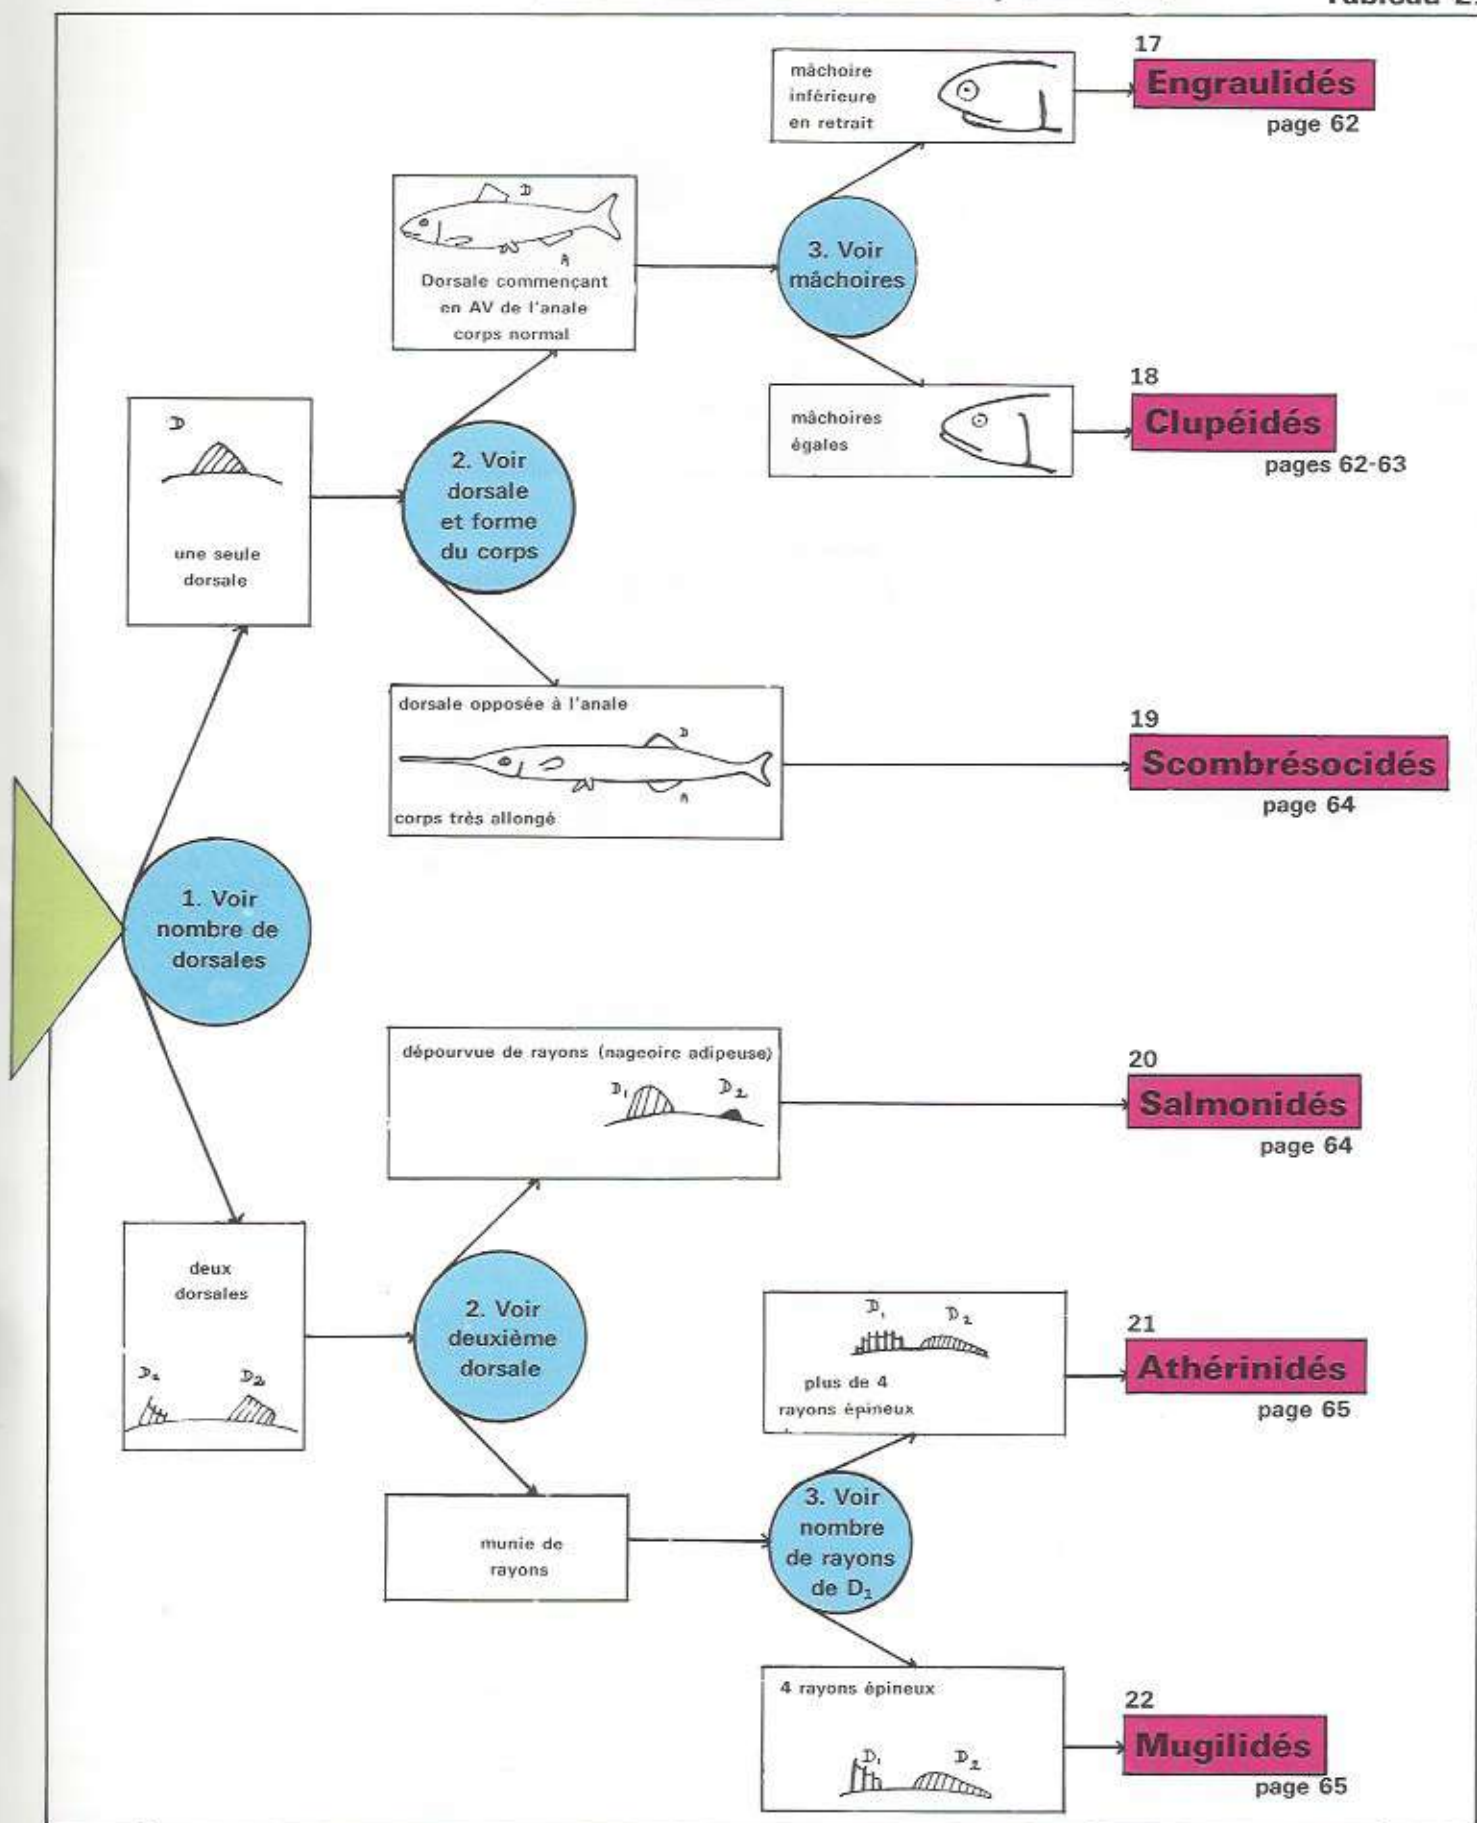 17
Engraulidés
page 62
mâchoire
inférieure
en retrait
D
A
Dorsale commençant
en AV de l'anale
corps normal
3. Voir
mâchoires
18
Clupéidés
pages 62-63
mâchoires
égales
D
une seule
dorsale
2. Voir
dorsale
et forme
du corps
dorsale opposée à l'anale
D
A
corps très allongé
19
Scombrésocidés
page 64
1. Voir
nombre de
dorsales
dépourvue de rayons (nageoire adipeuse)
D1 D2
20
Salmonidés
page 64
deux
dorsales
D1 D2
2. Voir
deuxième
dorsale
D1 D2
plus de 4
rayons épineux
21
Athérinidés
page 65
munie de
rayons
3. Voir
nombre
de rayons
de D1
4 rayons épineux
D1 D2
22
Mugilidés
page 65